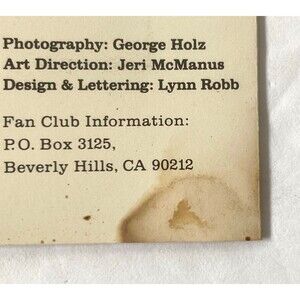 Photography: George Holz
Art Direction: Jeri McManus
Design & Lettering: Lynn Robb
Fan Club Information:
P.O. Box 3125,
Beverly Hills, CA 90212